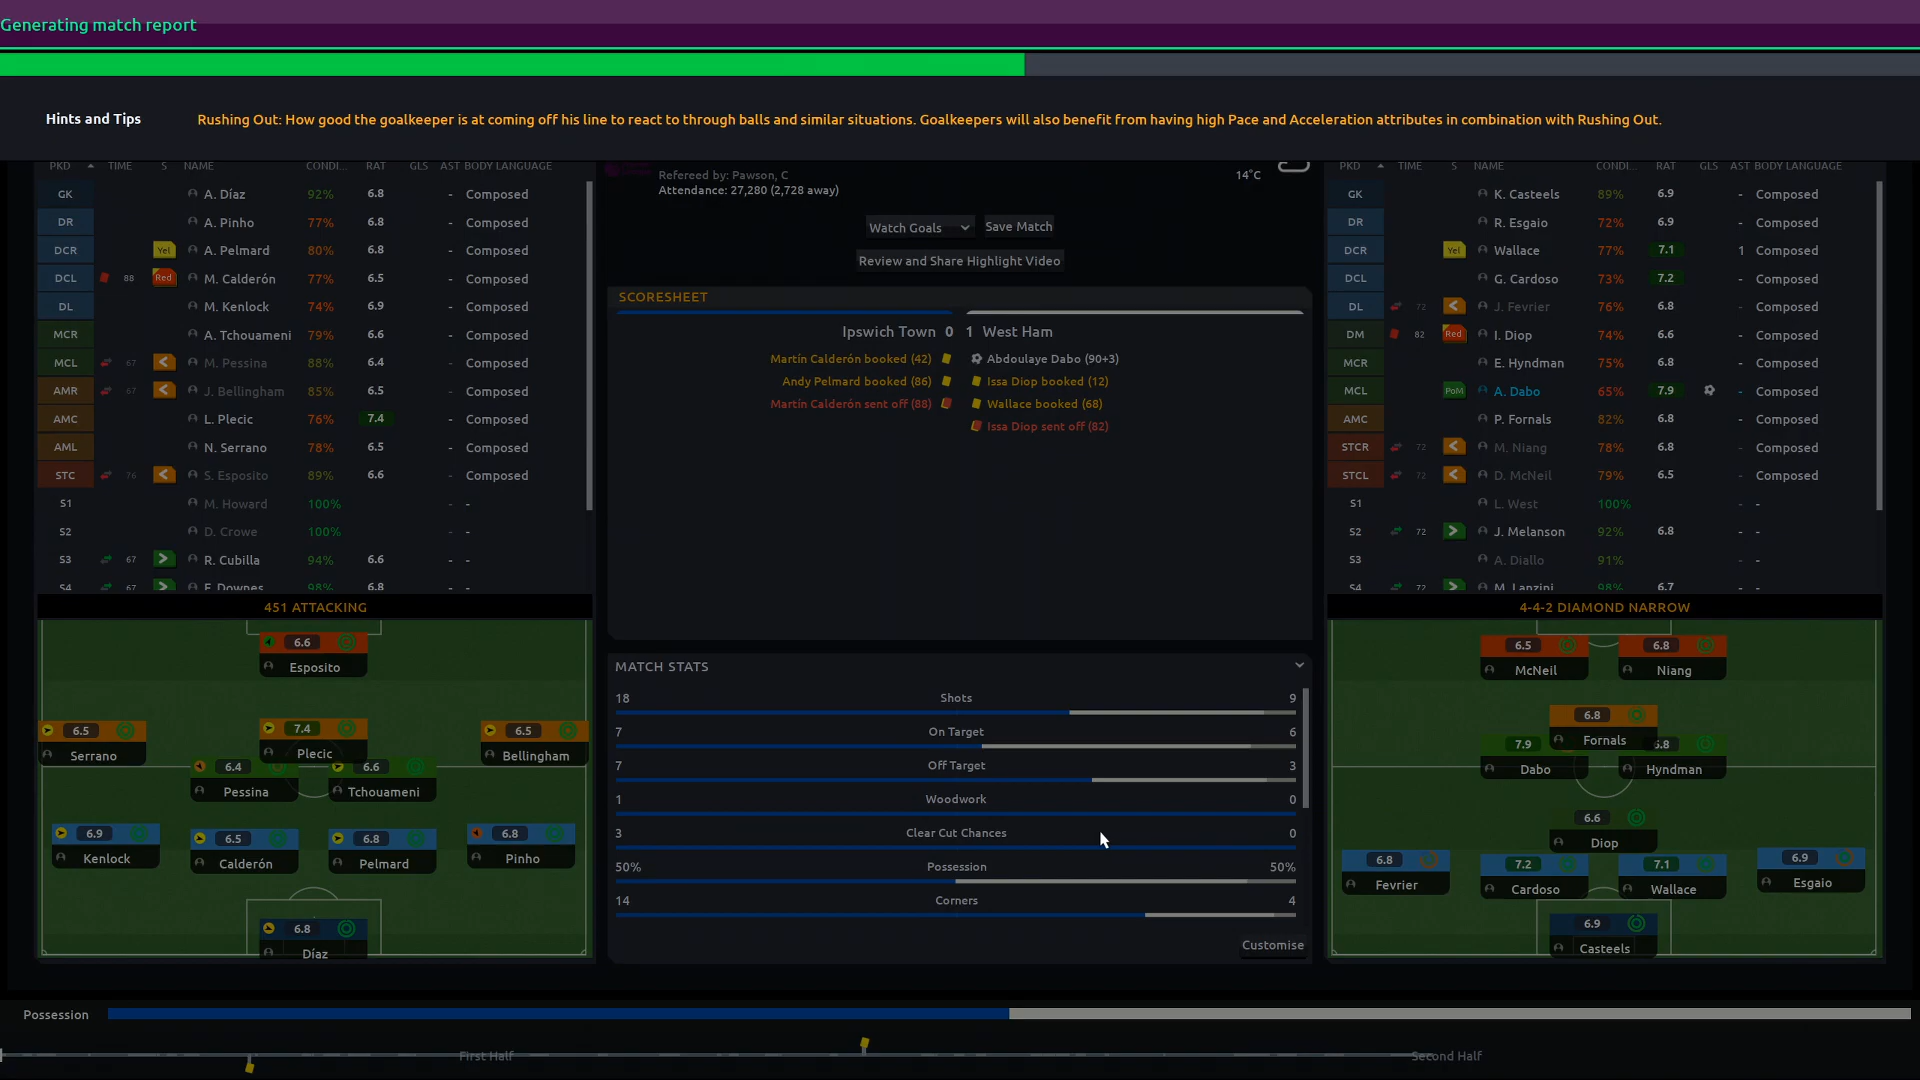 Generating match report
Hints and Tips
Rushing Out: How good the goalkeeper is at coming off his line to react to through balls and similar situations. Goalkeepers will also benefit from having high Pace and Acceleration attributes in combination with Rushing Out.
PKD TIME S NAME CONDI... RAT GLS AST BODY LANGUAGE
GK A. Díaz 92% 6.8 - Composed
DR A. Pinho 77% 6.8 - Composed
DCR Yel A. Pelmard 80% 6.8 - Composed
DCL 88 Red M. Calderón 77% 6.5 - Composed
DL M. Kenlock 74% 6.9 - Composed
MCR A. Tchouameni 79% 6.6 - Composed
MCL 67 M. Pessina 88% 6.4 - Composed
AMR 67 J. Bellingham 85% 6.5 - Composed
AMC L. Plecic 76% 7.4 - Composed
AML N. Serrano 78% 6.5 - Composed
STC 76 S. Esposito 89% 6.6 - Composed
S1 M. Howard 100% - -
S2 D. Crowe 100% - -
S3 67 R. Cubilla 94% 6.6 - -
S4 67 F. Downes 98% 6.8 - -
451 ATTACKING
6.6
Esposito
6.5 7.4 6.5
Serrano Plecic Bellingham
6.4 6.6
Pessina Tchouameni
6.9 6.5 6.8 6.8
Kenlock Calderón Pelmard Pinho
6.8
Díaz
Refereed by: Pawson, C
14°C
Attendance: 27,280 (2,728 away)
Watch Goals
Save Match
Review and Share Highlight Video
SCORESHEET
Ipswich Town 0 1 West Ham
Martín Calderón booked (42) Abdoulaye Dabo (90+3)
Andy Pelmard booked (86) Issa Diop booked (12)
Martín Calderón sent off (88) Wallace booked (68)
Issa Diop sent off (82)
MATCH STATS
18 Shots 9
7 On Target 6
7 Off Target 3
1 Woodwork 0
3 Clear Cut Chances 0
50% Possession 50%
14 Corners 4
Customise
PKD TIME S NAME CONDI... RAT GLS AST BODY LANGUAGE
GK K. Casteels 89% 6.9 - Composed
DR R. Esgaio 72% 6.9 - Composed
DCR Yel Wallace 77% 7.1 1 Composed
DCL G. Cardoso 73% 7.2 - Composed
DL 72 J. Fevrier 76% 6.8 - Composed
DM 82 Red I. Diop 74% 6.6 - Composed
MCR E. Hyndman 75% 6.8 - Composed
MCL PoM A. Dabo 65% 7.9 - Composed
AMC P. Fornals 82% 6.8 - Composed
STCR 72 M. Niang 78% 6.8 - Composed
STCL 72 D. McNeil 79% 6.5 - Composed
S1 L. West 100% - -
S2 72 J. Melanson 92% 6.8 - -
S3 A. Diallo 91% - -
S4 72 M. Lanzini 98% 6.7 - -
4-4-2 DIAMOND NARROW
6.5 6.8
McNeil Niang
6.8
Fornals
7.9 6.8
Dabo Hyndman
6.6
Diop
6.8 7.2 7.1 6.9
Fevrier Cardoso Wallace Esgaio
6.9
Casteels
Possession
First Half
Second Half